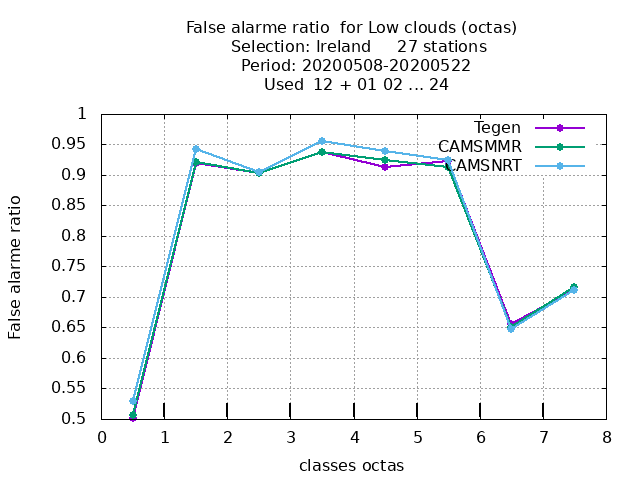 False alarme ratio  for Low clouds (octas)
Selection: Ireland     27 stations
Period: 20200508-20200522
Used  12 + 01 02 ... 24
1
0.95
0.9
0.85
0.8
0.75
0.7
0.65
0.6
0.55
0.5
False alarme ratio
Tegen
CAMSMMR
CAMSNRT
0 1 2 3 4 5 6 7 8
classes octas